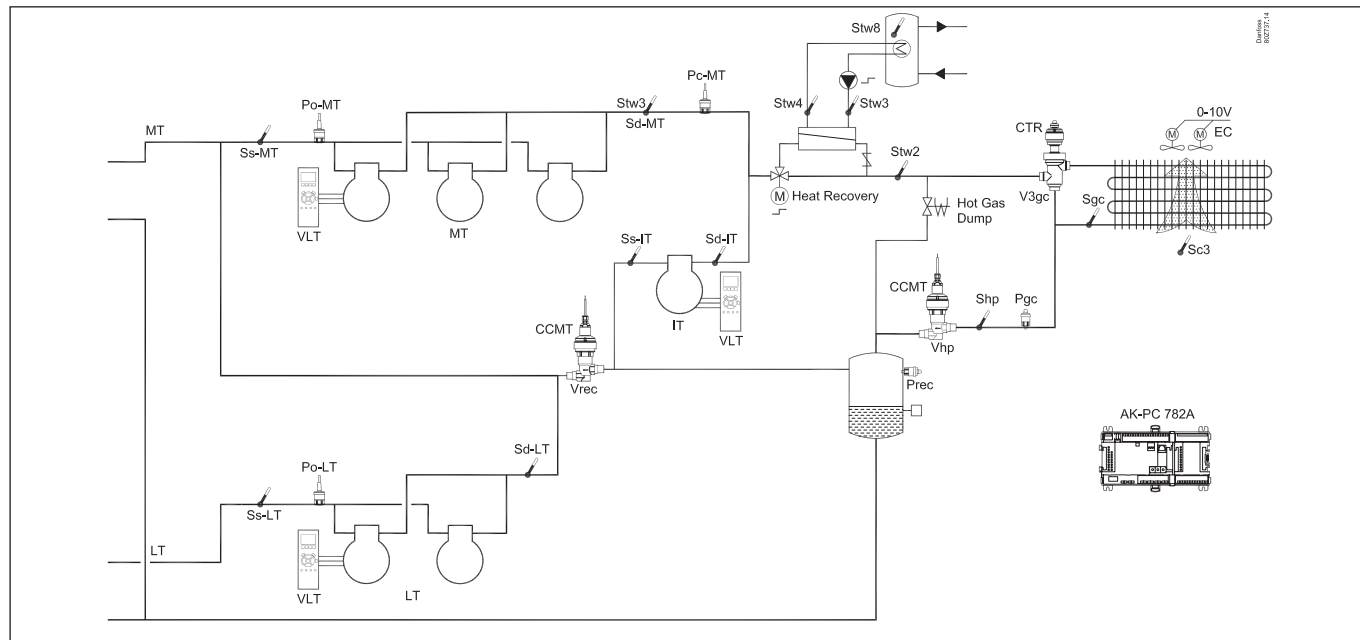 Danfoss
80Z737.14
Stw8
Pc-MT
Po-MT
Stw3
Stw4
Stw3
CTR
0-10V
M
M
EC
MT
Sd-MT
Ss-MT
Stw2
M
Heat Recovery
V3gc
Sgc
Hot Gas
Dump
MT
VLT
Sc3
Ss-IT
Sd-IT
CCMT
Shp
Pgc
CCMT
IT
VLT
Vhp
Vrec
Prec
AK-PC 782A
Sd-LT
Po-LT
Ss-LT
LT
VLT
LT